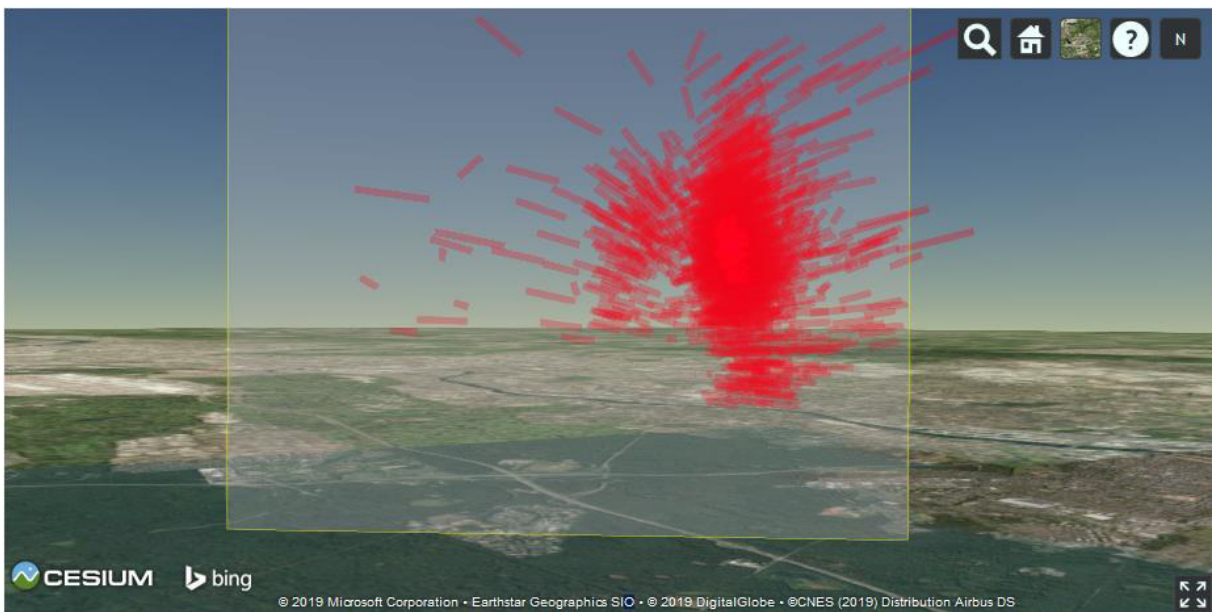 ?
N
CESIUM
bing
© 2019 Microsoft Corporation • Earthstar Geographics SIO • © 2019 DigitalGlobe • ©CNES (2019) Distribution Airbus DS